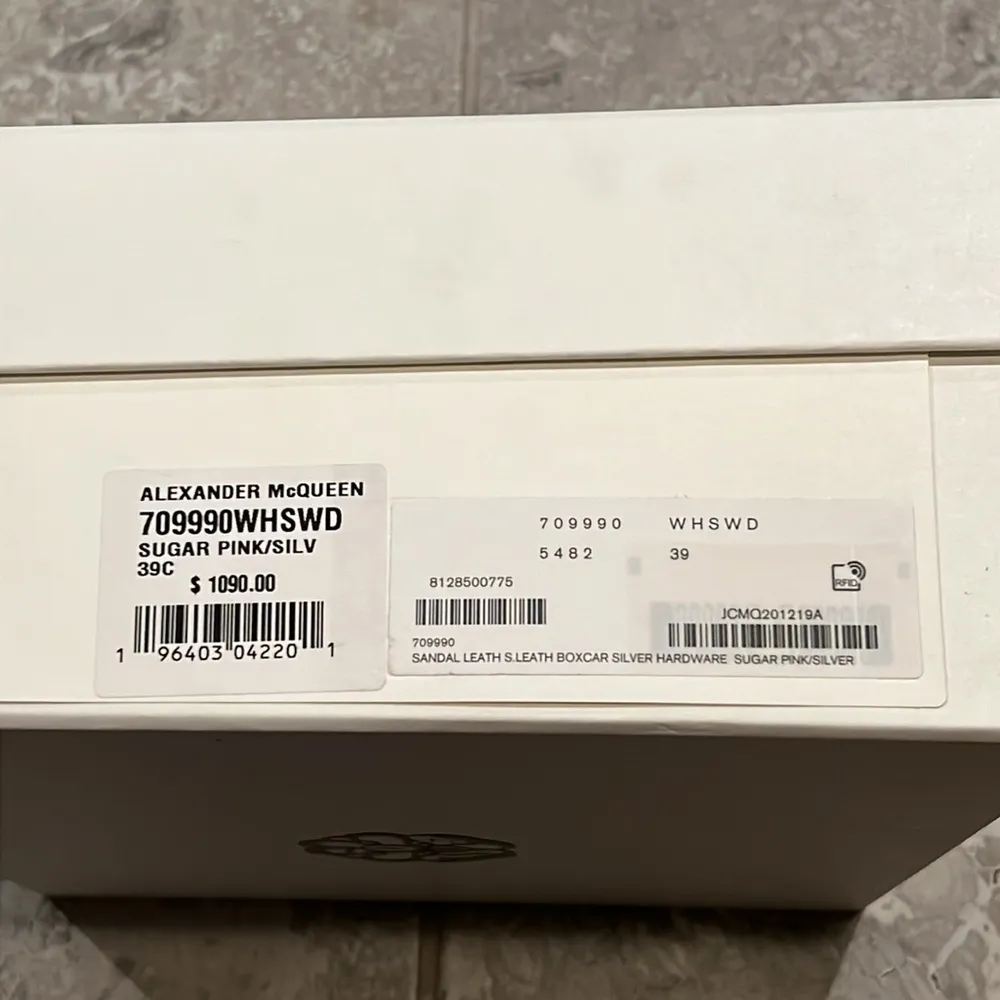 ALEXANDER McQUEEN
709990WHSWD
SUGAR PINK/SILV
39C
$ 1090.00
1 96403 04220 1
709990 WHSWD
5482 39
8128500775
RFID
JCMQ201219A
709990
SANDAL LEATH S.LEATH BOXCAR SILVER HARDWARE SUGAR PINK/SILVER